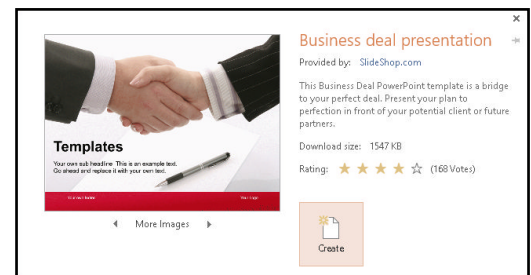 Business deal presentation
Provided by: SlideShop.com
This Business Deal PowerPoint template is a bridge
to your perfect deal. Present your plan to
perfection in front of your potential client or future
partners.
Download size: 1547 KB
Rating: (168 Votes)
Create
Templates
Your own sub headline This is an example text.
Go ahead and replace it with your own text.
Your Logo
More Images